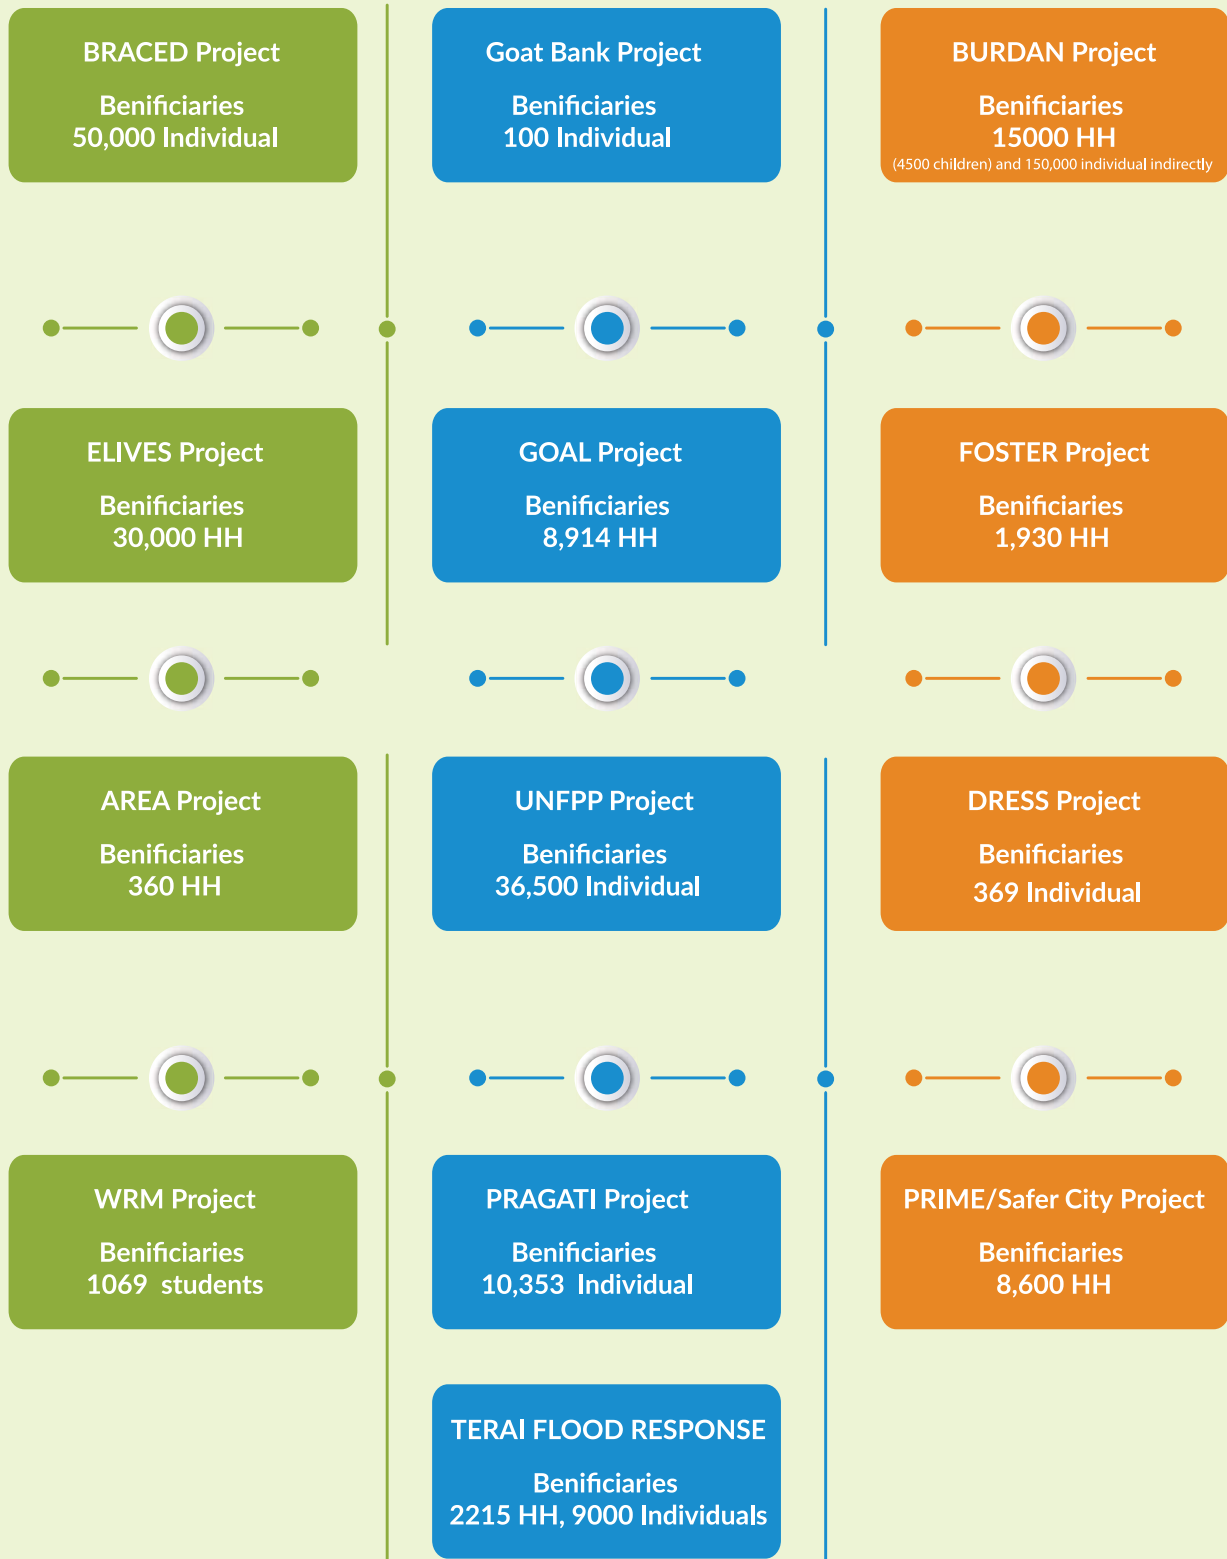 BRACED Project
Benificiaries
50,000 Individual
Goat Bank Project
Benificiaries
100 Individual
BURDAN Project
Benificiaries
15000 HH
(4500 children) and 150,000 individual indirectly
ELIVES Project
Benificiaries
30,000 HH
GOAL Project
Benificiaries
8,914 HH
FOSTER Project
Benificiaries
1,930 HH
AREA Project
Benificiaries
360 HH
UNFPP Project
Benificiaries
36,500 Individual
DRESS Project
Benificiaries
369 Individual
WRM Project
Benificiaries
1069 students
PRAGATI Project
Benificiaries
10,353 Individual
PRIME/Safer City Project
Benificiaries
8,600 HH
TERAI FLOOD RESPONSE
Benificiaries
2215 HH, 9000 Individuals